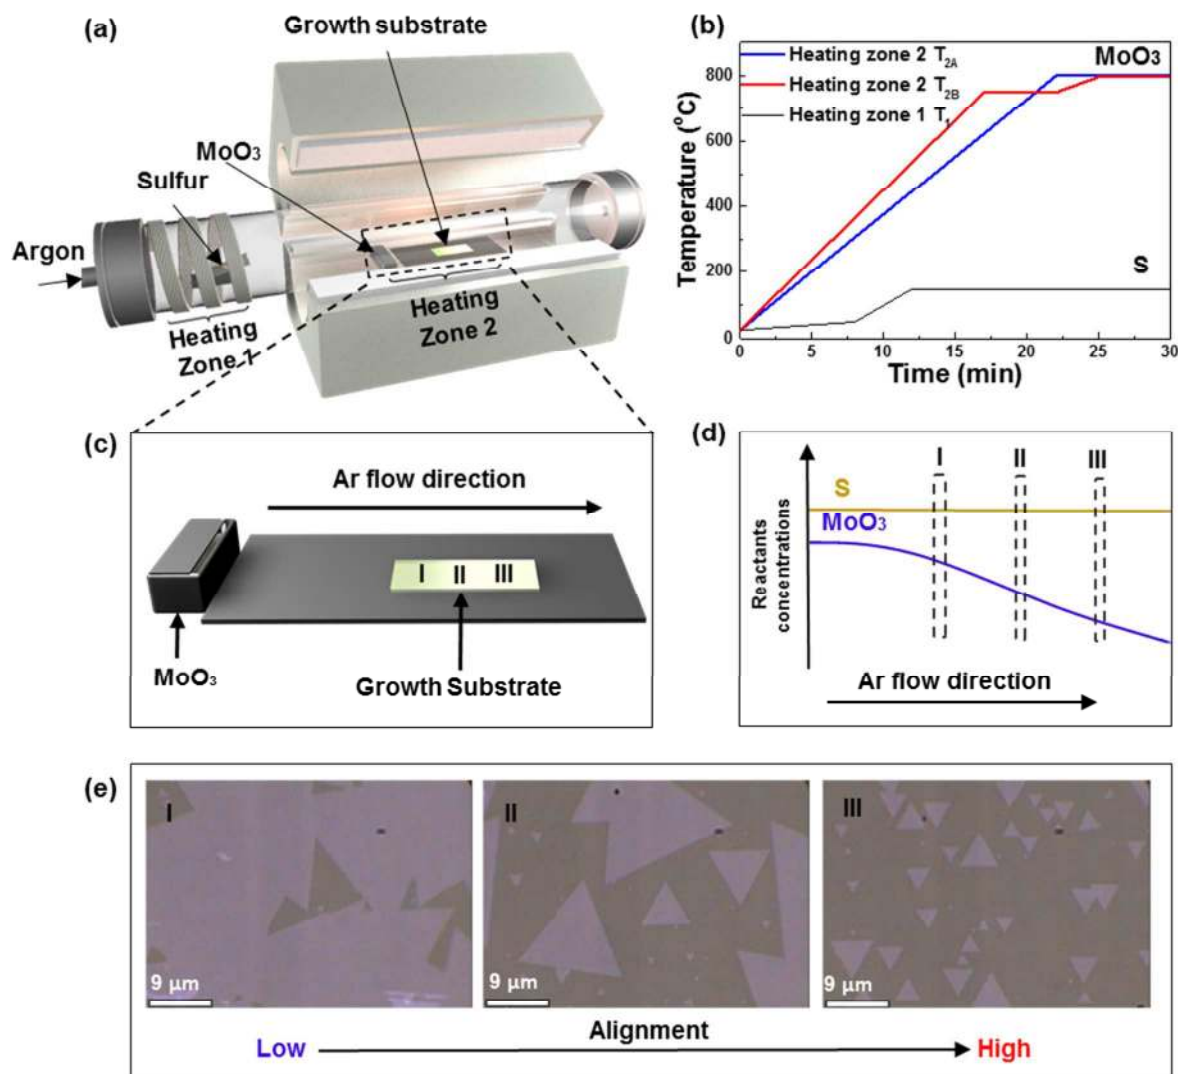 (a)
Growth substrate
MoO₃
Sulfur
Argon
Heating
Zone 1
Heating
Zone 2
(b)
Heating zone 2 T2A
Heating zone 2 T2B
Heating zone 1 T1
MoO₃
S
Temperature (°C)
800
600
400
200
0
0 5 10 15 20 25 30
Time (min)
(c)
Ar flow direction
I II III
MoO₃
Growth Substrate
(d)
I II III
S
MoO₃
Reactants
concentrations
Ar flow direction
(e)
I
II
III
9 µm
9 µm
9 µm
Alignment
Low
High